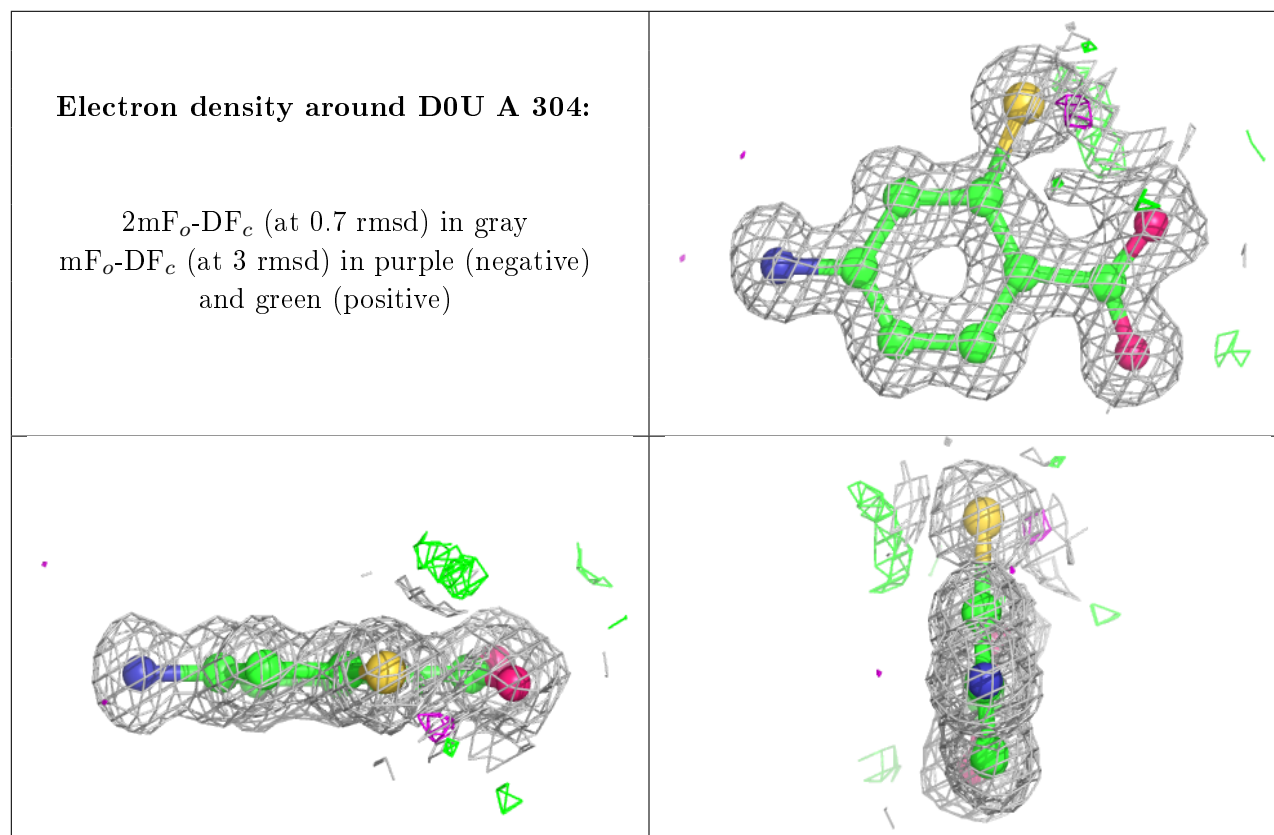 Electron density around D0U A 304:
2mFo-DFc (at 0.7 rmsd) in gray
mFo-DFc (at 3 rmsd) in purple (negative)
and green (positive)